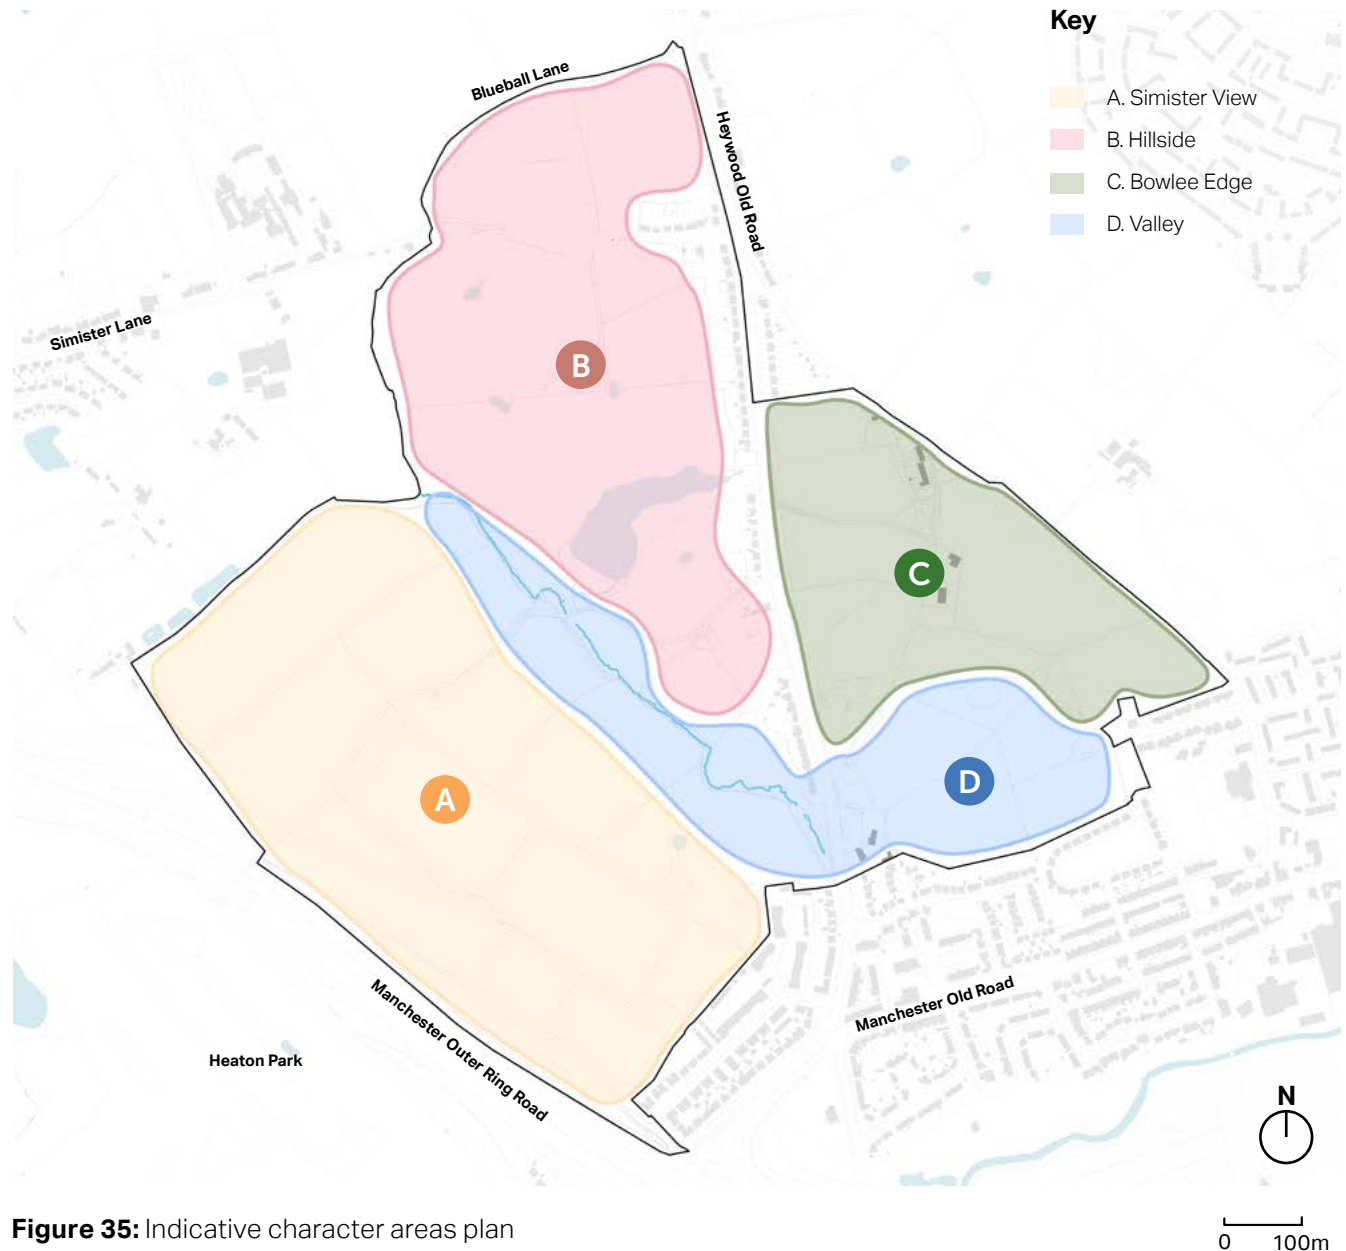 Key
A. Simister View
B. Hillside
C. Bowlee Edge
D. Valley
Blueball Lane
Heywood Old Road
Simister Lane
B
C
A
D
Manchester Old Road
Manchester Outer Ring Road
Heaton Park
N
Figure 35: Indicative character areas plan
0 100m